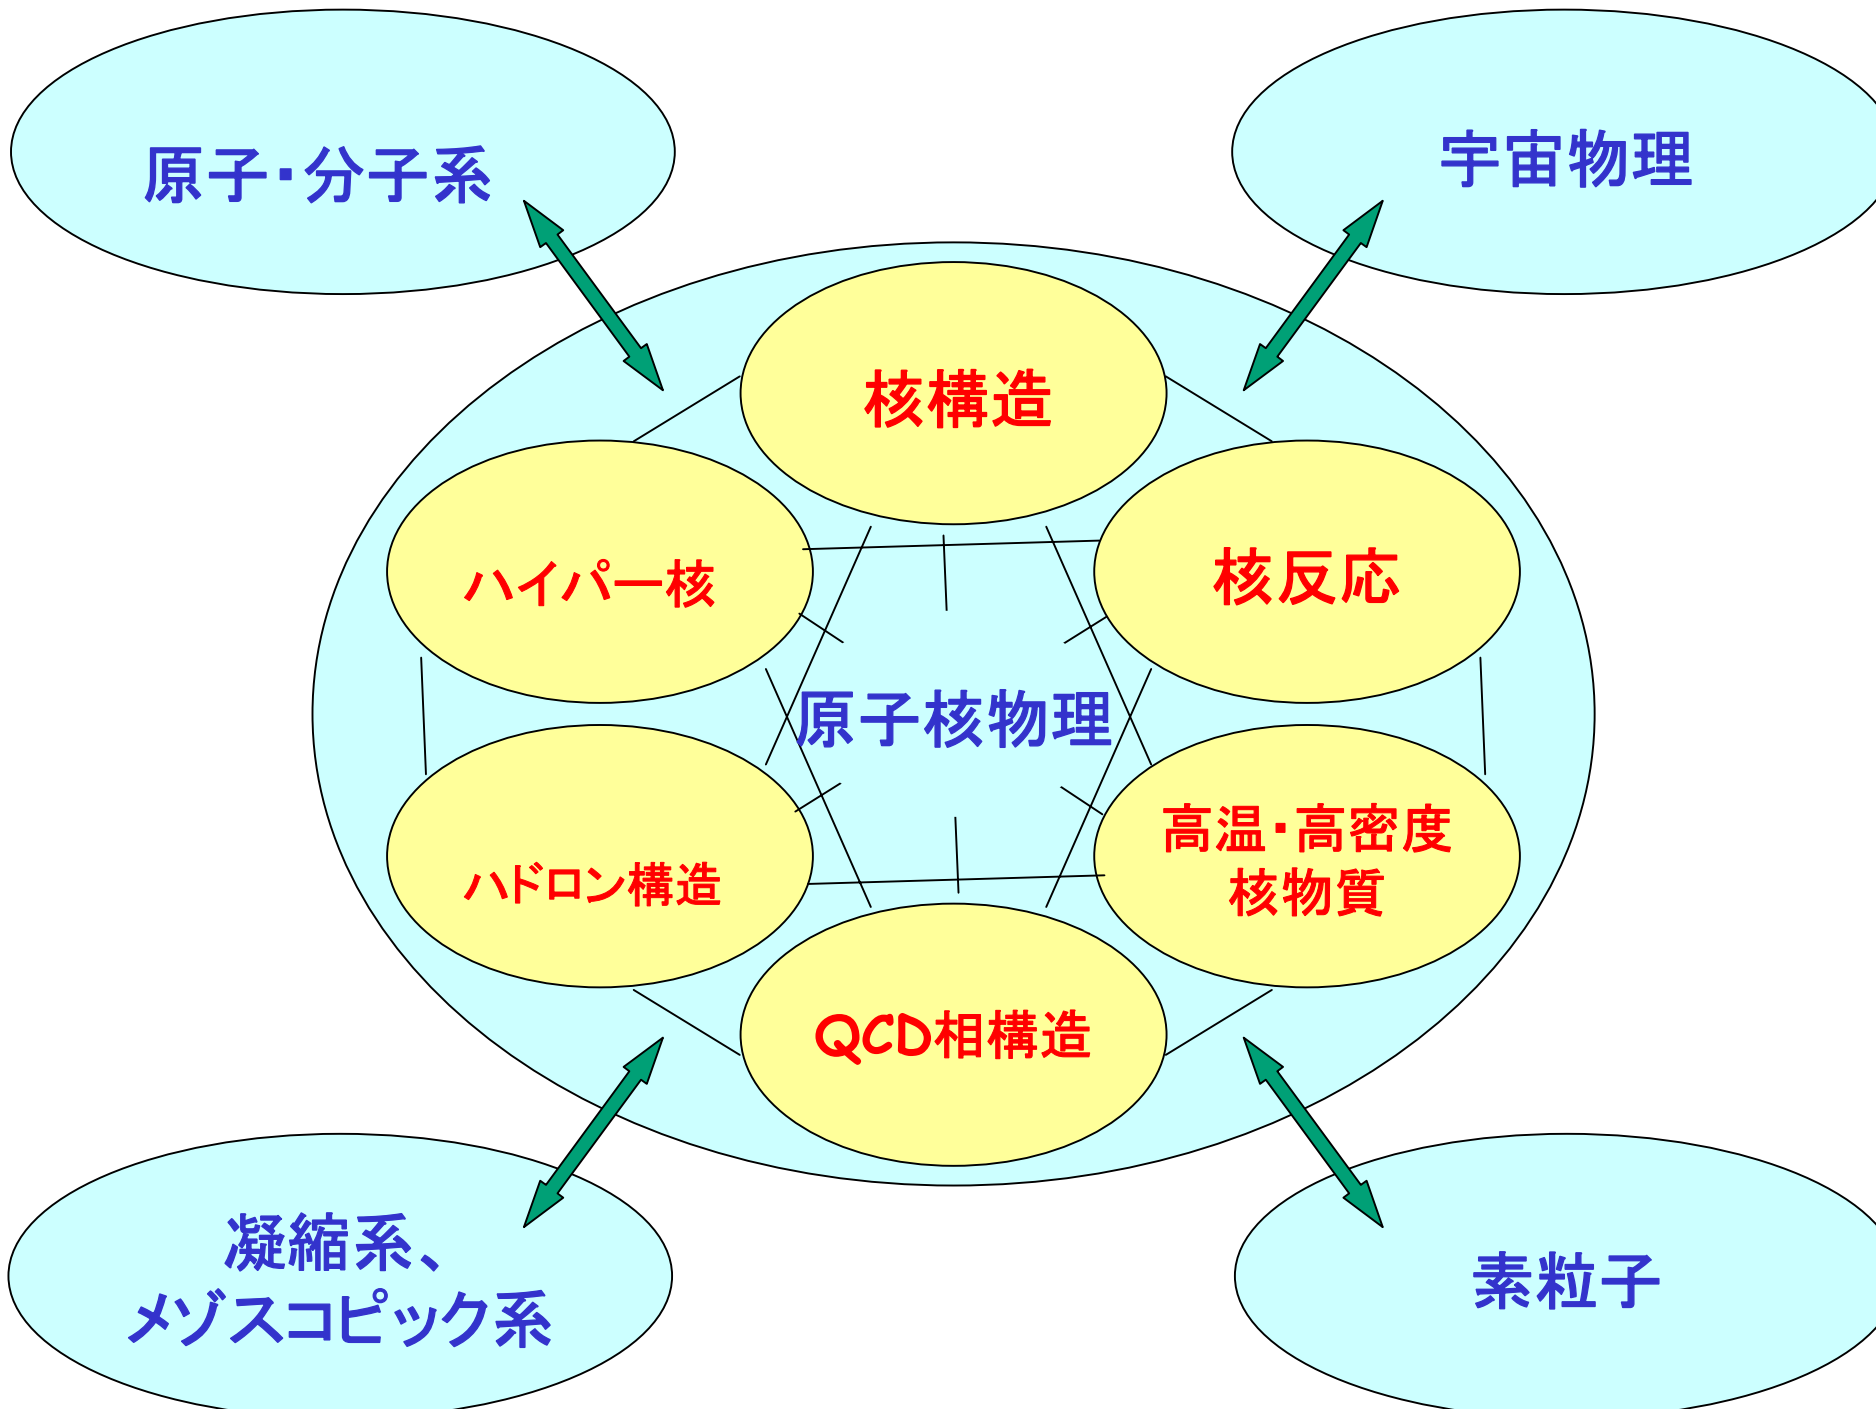 原子・分子系
宇宙物理
核構造
ハイパー核
核反応
原子核物理
ハドロン構造
高温・高密度
核物質
QCD相構造
凝縮系、
メゾスコピック系
素粒子